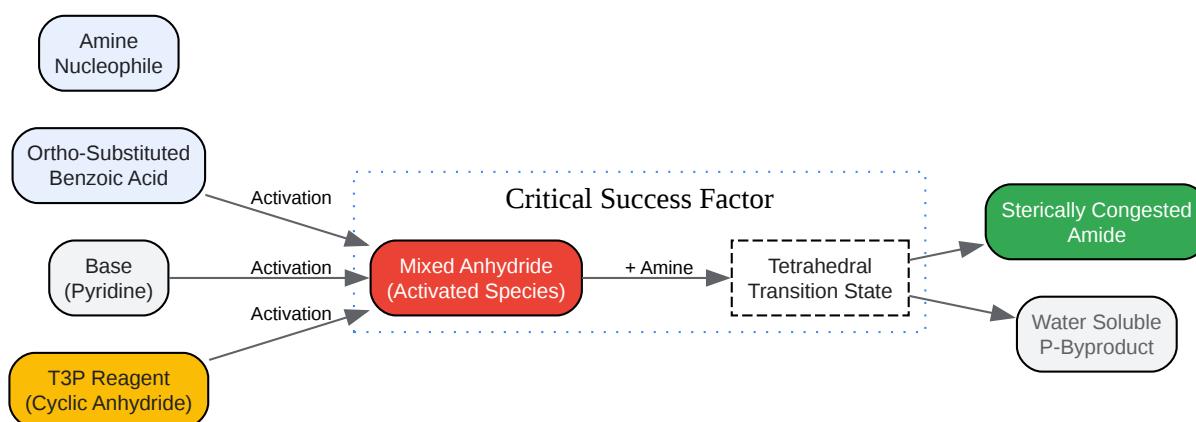 Amine
Nucleophile
Ortho-Substituted
Benzoic Acid
Activation
Critical Success Factor
Sterically Congested
Amide
Base
(Pyridine)
Activation
Mixed Anhydride
(Activated Species)
+ Amine
Tetrahedral
Transition State
Activation
Water Soluble
P-Byproduct
T3P Reagent
(Cyclic Anhydride)